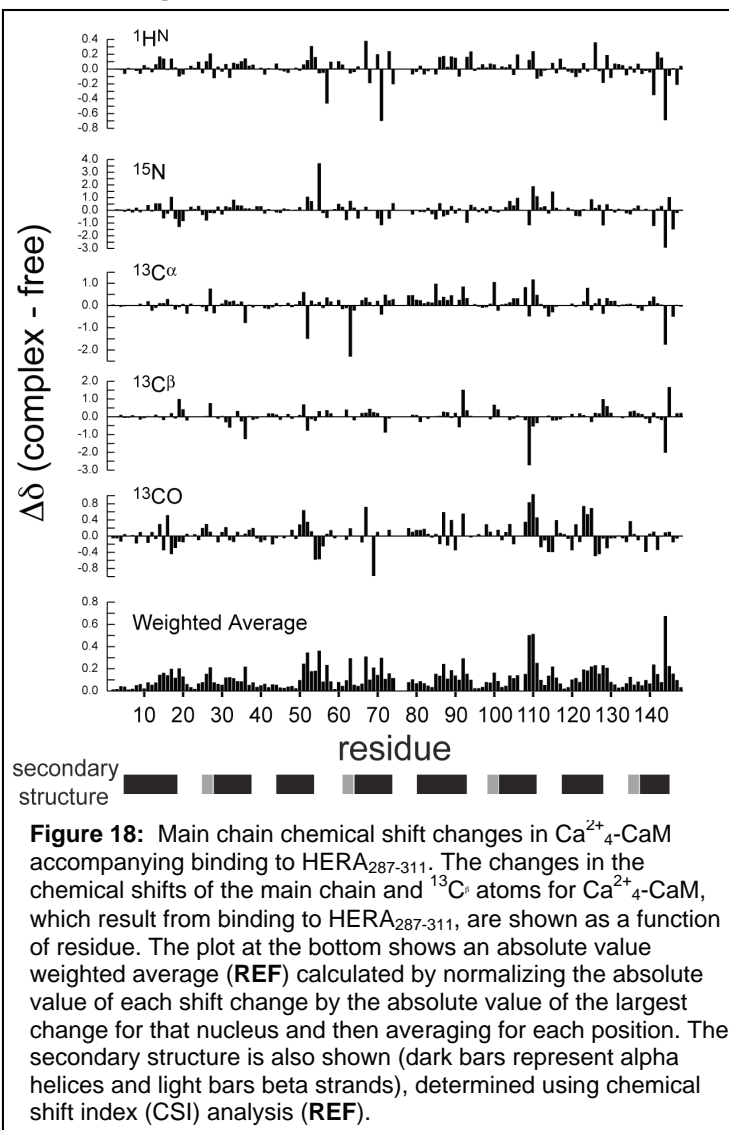 ¹Hᴺ
0.4
0.2
0.0
-0.2
-0.4
-0.6
-0.8
¹⁵N
4.0
3.0
2.0
1.0
0.0
-1.0
-2.0
-3.0
¹³Cᵅ
1.0
0.0
-1.0
-2.0
¹³Cᵝ
2.0
1.0
0.0
-1.0
-2.0
-3.0
¹³CO
0.8
0.4
0.0
-0.4
-0.8
Weighted Average
0.8
0.6
0.4
0.2
0.0
Δδ (complex - free)
10 20 30 40 50 60 70 80 90 100 110 120 130 140
residue
secondary
structure
Figure 18: Main chain chemical shift changes in Ca²⁺₄-CaM
accompanying binding to HERA₂₈₇₋₃₁₁. The changes in the
chemical shifts of the main chain and ¹³Cᵝ atoms for Ca²⁺₄-CaM,
which result from binding to HERA₂₈₇₋₃₁₁, are shown as a function
of residue. The plot at the bottom shows an absolute value
weighted average (REF) calculated by normalizing the absolute
value of each shift change by the absolute value of the largest
change for that nucleus and then averaging for each position. The
secondary structure is also shown (dark bars represent alpha
helices and light bars beta strands), determined using chemical
shift index (CSI) analysis (REF).